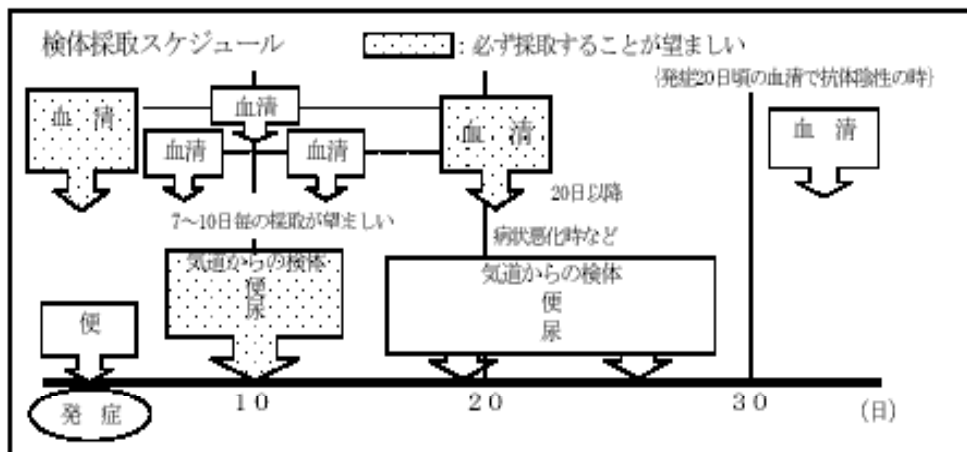 検体採取スケジュール
：必ず採取することが望ましい
{発症20日頃の血清で抗体陰性の時}
血清
血清
血清
血清
血清
血清
20日以降
7～10日毎の採取が望ましい
病状悪化時など
気道からの検体
便
尿
気道からの検体
便
尿
便
発症
10
20
30
(日)